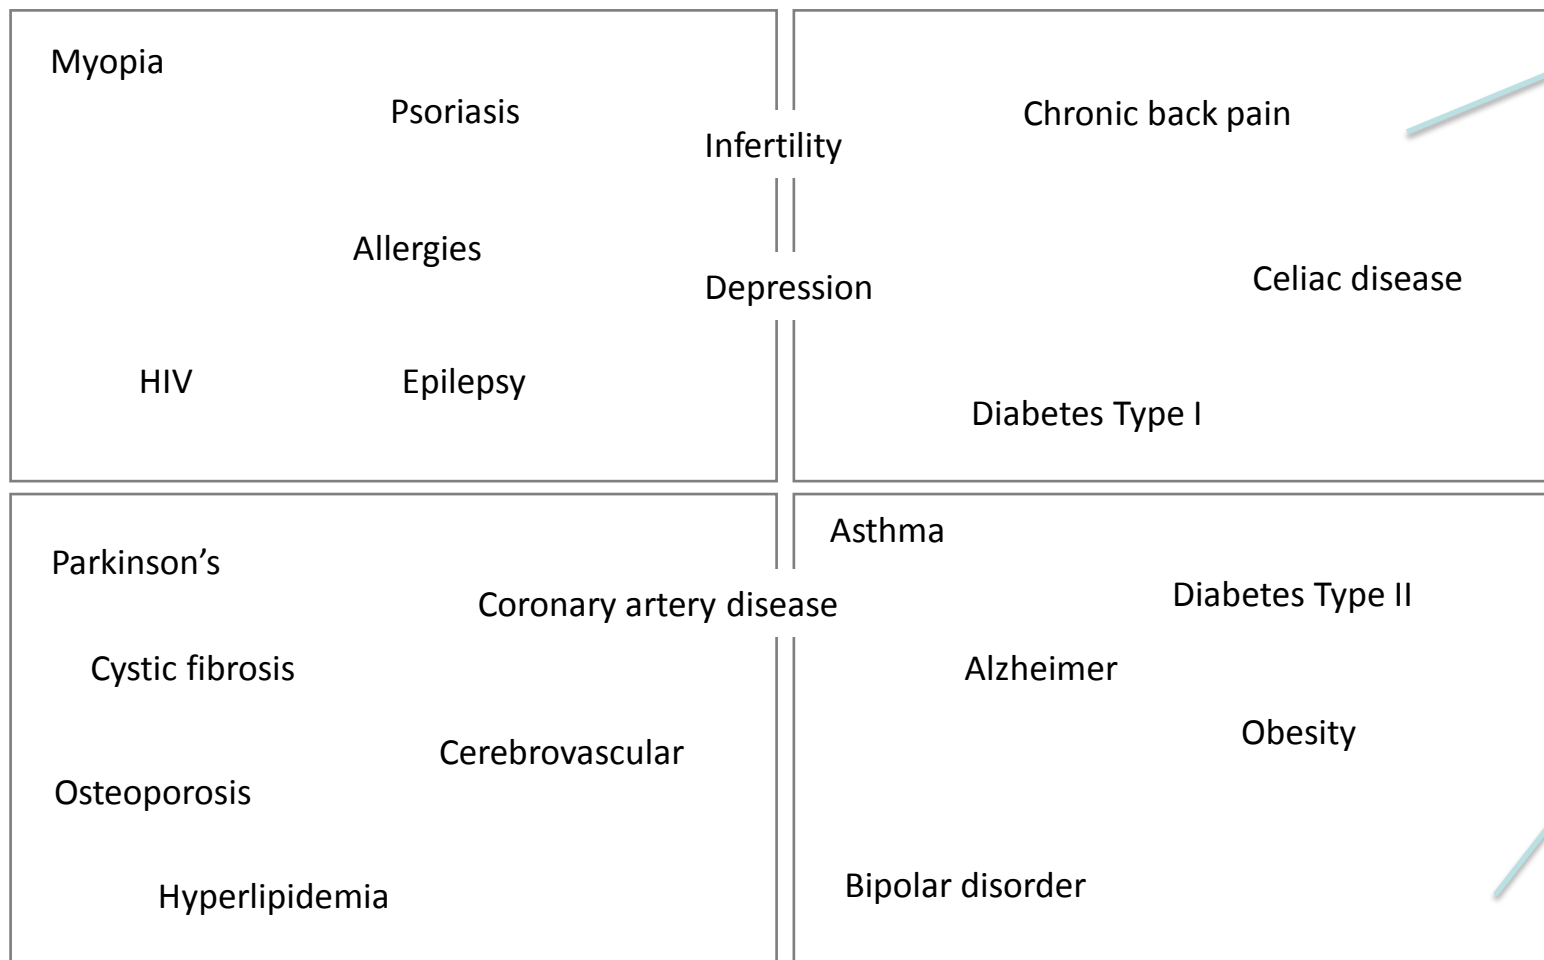 Myopia
Psoriasis
Infertility
Allergies
Depression
HIV
Epilepsy
Chronic back pain
Celiac disease
Diabetes Type I
Parkinson’s
Coronary artery disease
Cystic fibrosis
Cerebrovascular
Osteoporosis
Hyperlipidemia
Asthma
Diabetes Type II
Alzheimer
Obesity
Bipolar disorder